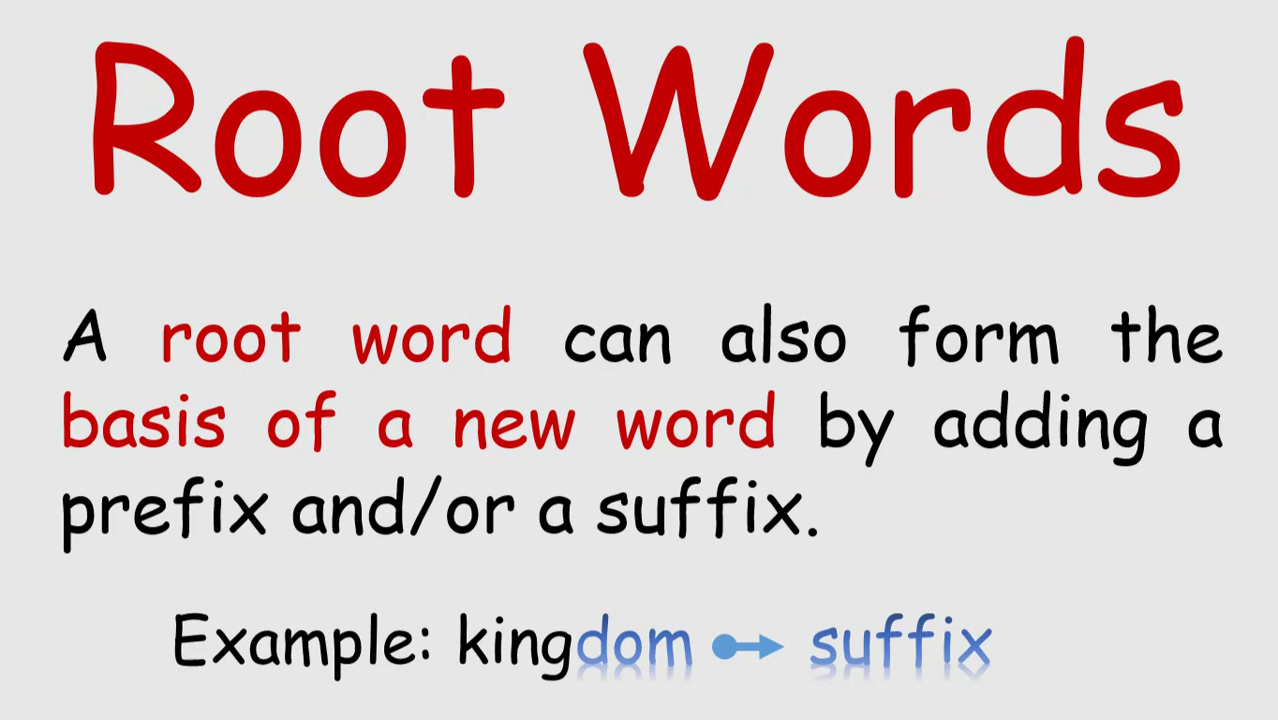 Root Words
A root word can also form the
basis of a new word by adding a
prefix and/or a suffix.
Example: kingdom suffix